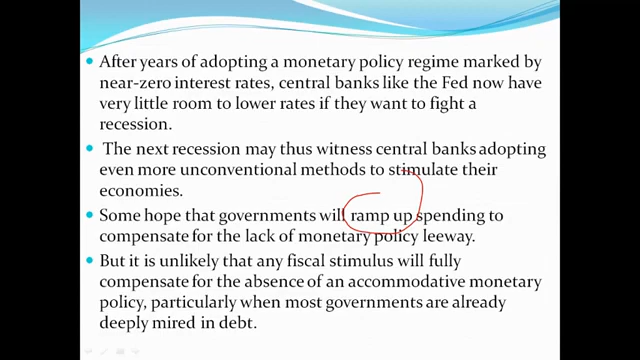 After years of adopting a monetary policy regime marked by
near-zero interest rates, central banks like the Fed now have
very little room to lower rates if they want to fight a
recession.
The next recession may thus witness central banks adopting
even more unconventional methods to stimulate their
economies.
Some hope that governments will ramp up spending to
compensate for the lack of monetary policy leeway.
But it is unlikely that any fiscal stimulus will fully
compensate for the absence of an accommodative monetary
policy, particularly when most governments are already
deeply mired in debt.